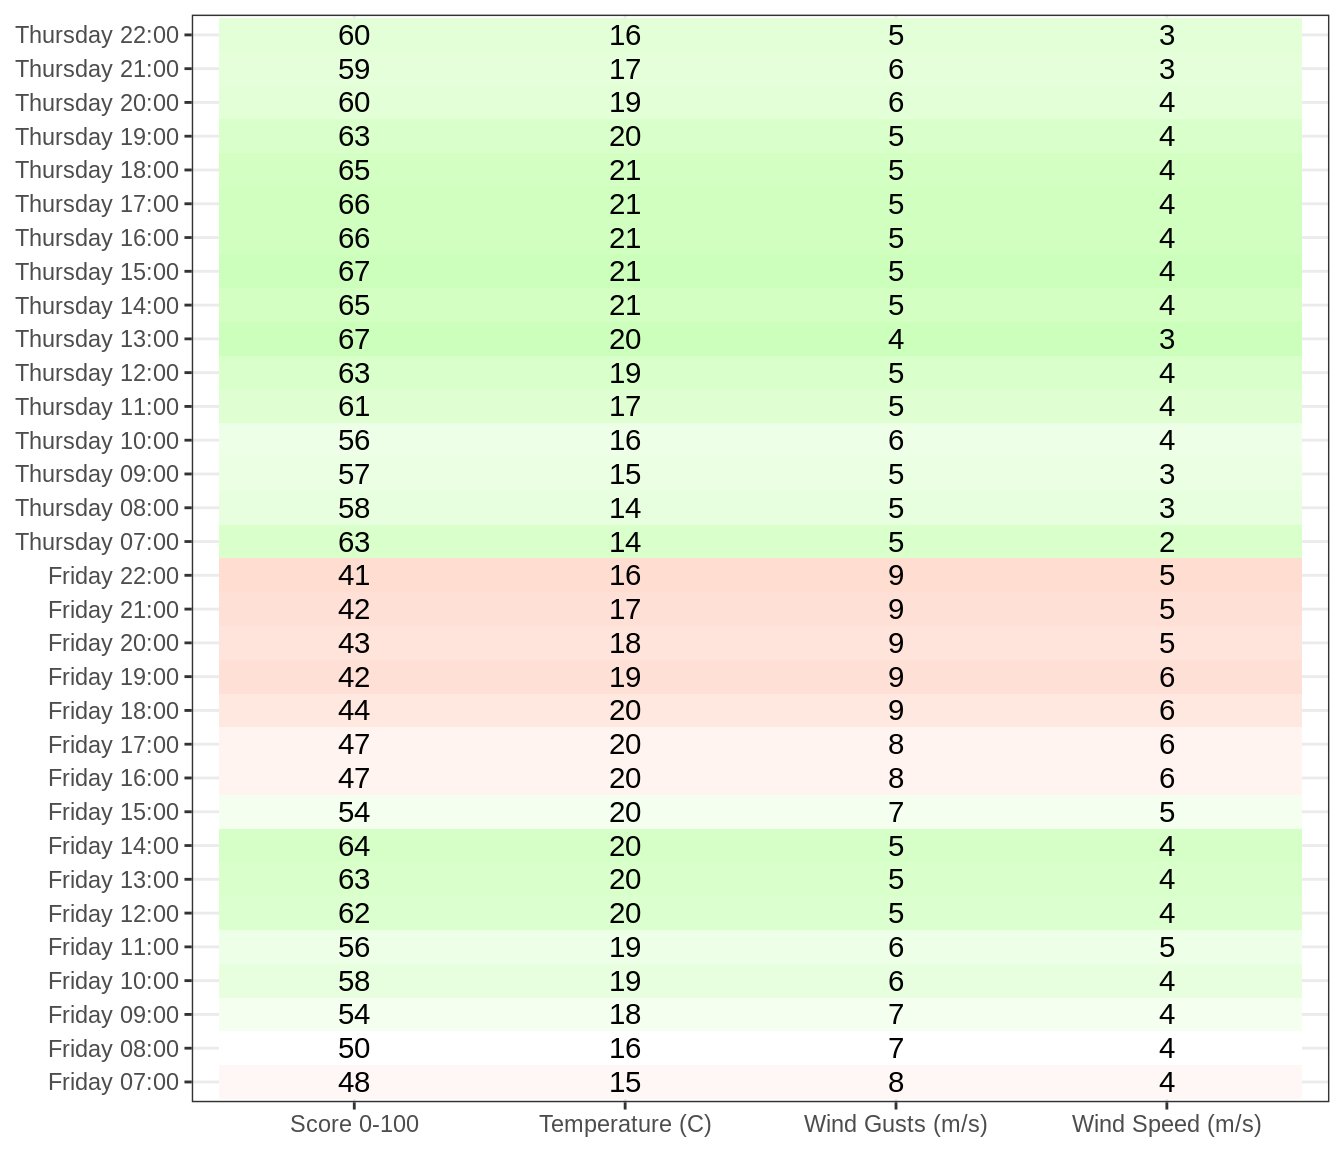 Thursday 22:00 60 16 5 3
Thursday 21:00 59 17 6 3
Thursday 20:00 60 19 6 4
Thursday 19:00 63 20 5 4
Thursday 18:00 65 21 5 4
Thursday 17:00 66 21 5 4
Thursday 16:00 66 21 5 4
Thursday 15:00 67 21 5 4
Thursday 14:00 65 21 5 4
Thursday 13:00 67 20 4 3
Thursday 12:00 63 19 5 4
Thursday 11:00 61 17 5 4
Thursday 10:00 56 16 6 4
Thursday 09:00 57 15 5 3
Thursday 08:00 58 14 5 3
Thursday 07:00 63 14 5 2
Friday 22:00 41 16 9 5
Friday 21:00 42 17 9 5
Friday 20:00 43 18 9 5
Friday 19:00 42 19 9 6
Friday 18:00 44 20 9 6
Friday 17:00 47 20 8 6
Friday 16:00 47 20 8 6
Friday 15:00 54 20 7 5
Friday 14:00 64 20 5 4
Friday 13:00 63 20 5 4
Friday 12:00 62 20 5 4
Friday 11:00 56 19 6 5
Friday 10:00 58 19 6 4
Friday 09:00 54 18 7 4
Friday 08:00 50 16 7 4
Friday 07:00 48 15 8 4
Score 0-100 Temperature (C) Wind Gusts (m/s) Wind Speed (m/s)